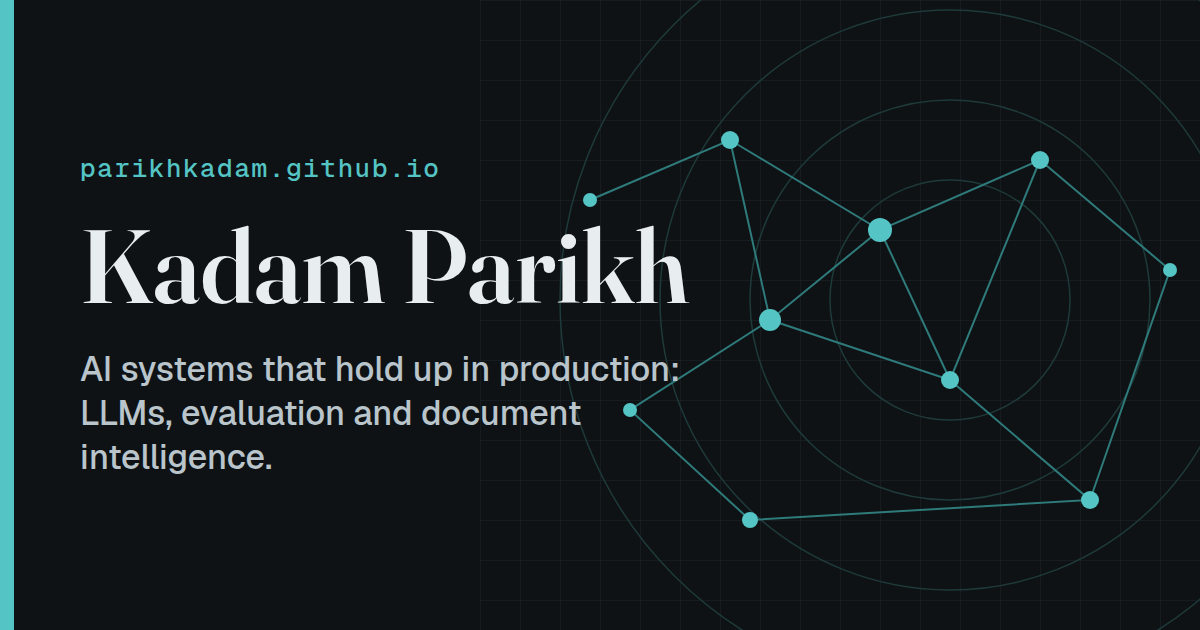 parikhkadam.github.io
Kadam Parikh
AI systems that hold up in production:
LLMs, evaluation and document
intelligence.